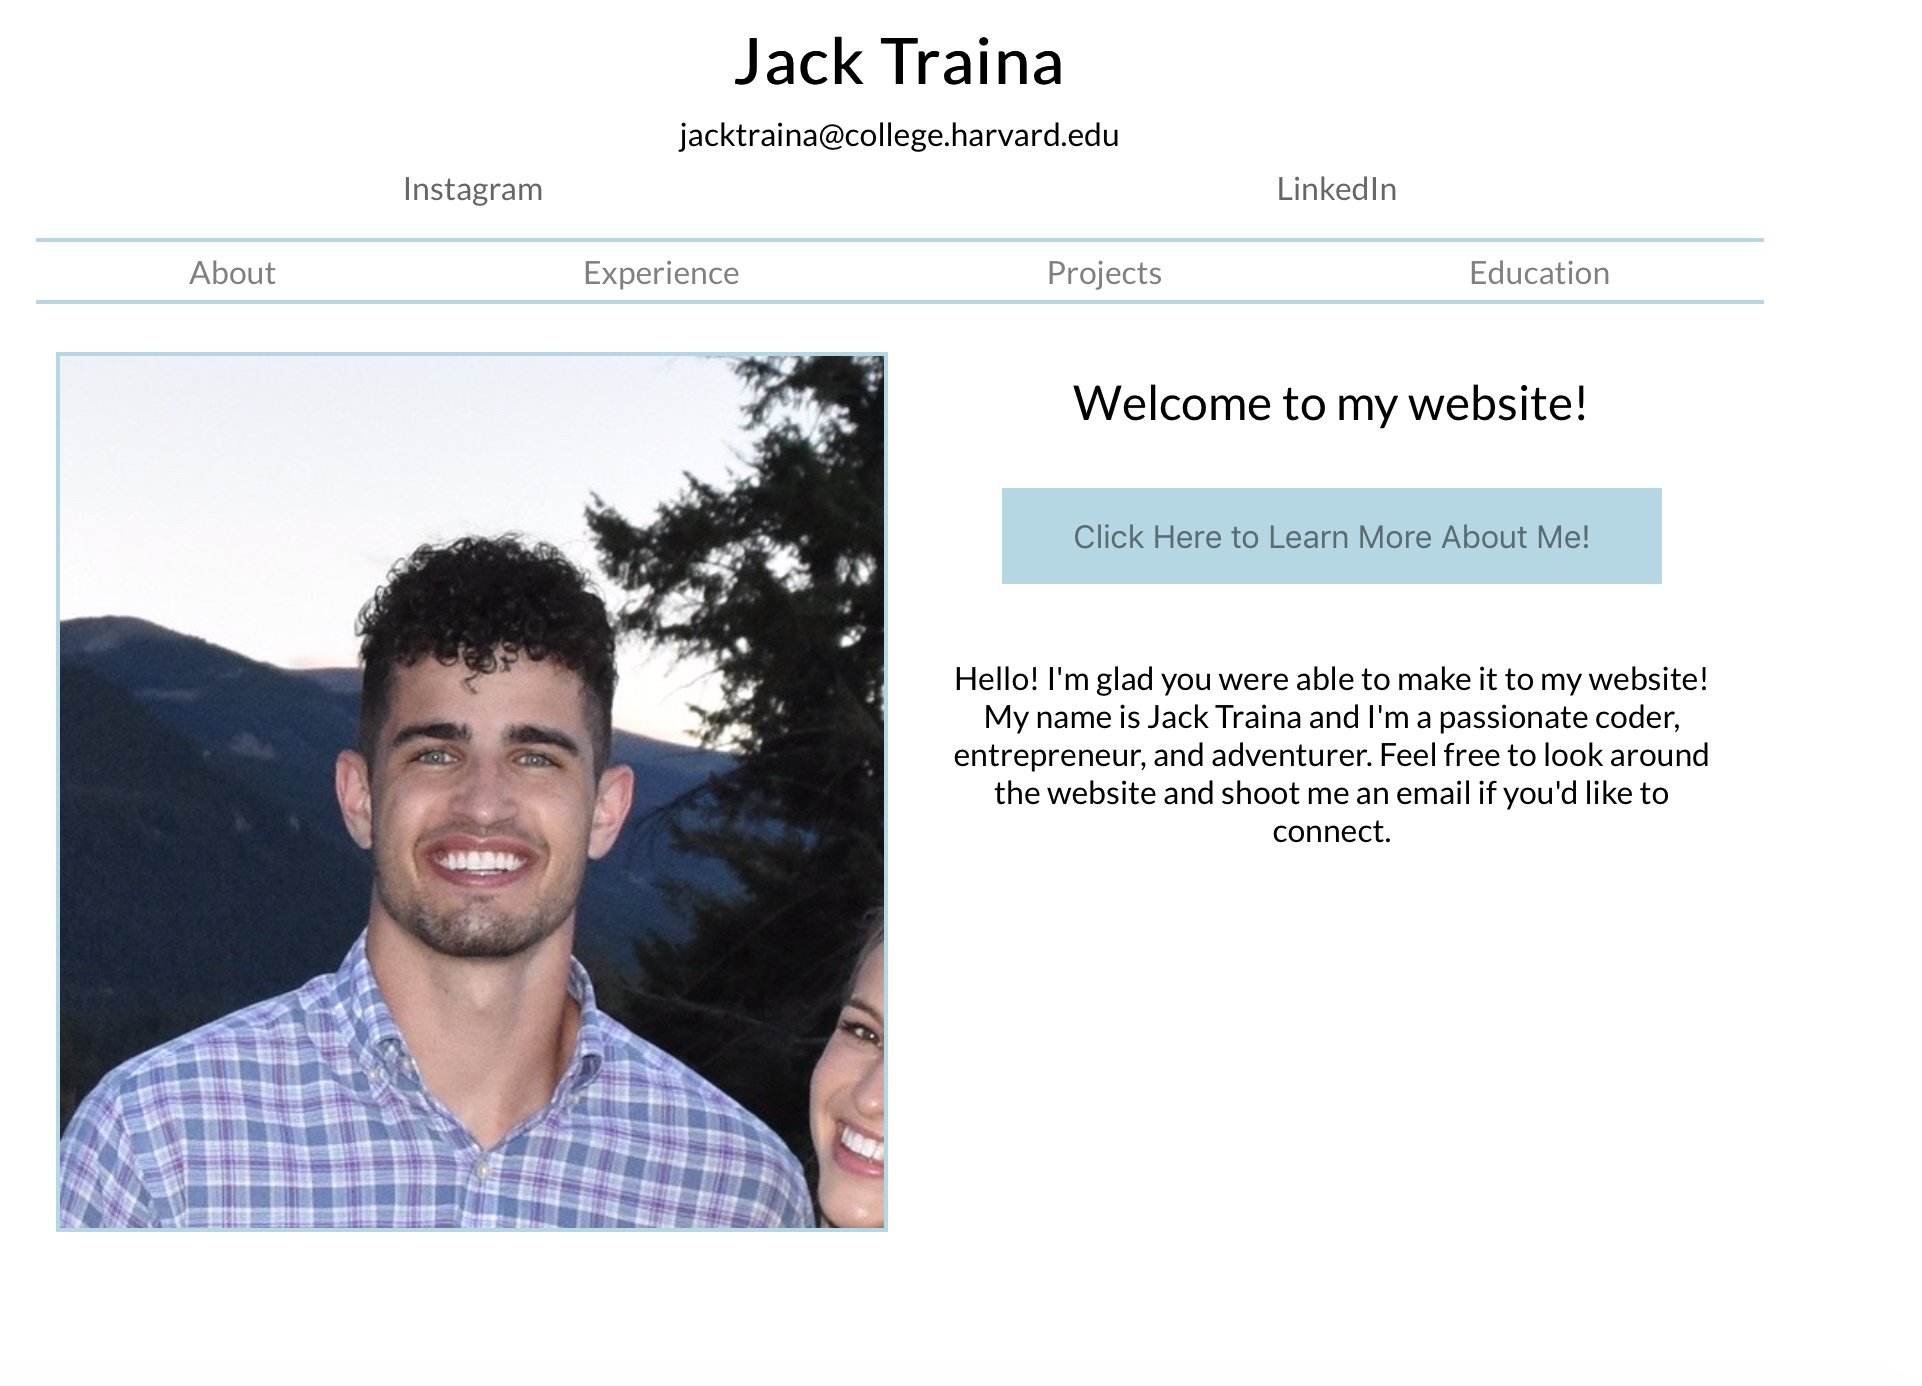 Jack Traina
jacktraina@college.harvard.edu
Instagram LinkedIn
About Experience Projects Education
Welcome to my website!
Click Here to Learn More About Me!
Hello! I'm glad you were able to make it to my website!
My name is Jack Traina and I'm a passionate coder,
entrepreneur, and adventurer. Feel free to look around
the website and shoot me an email if you'd like to
connect.